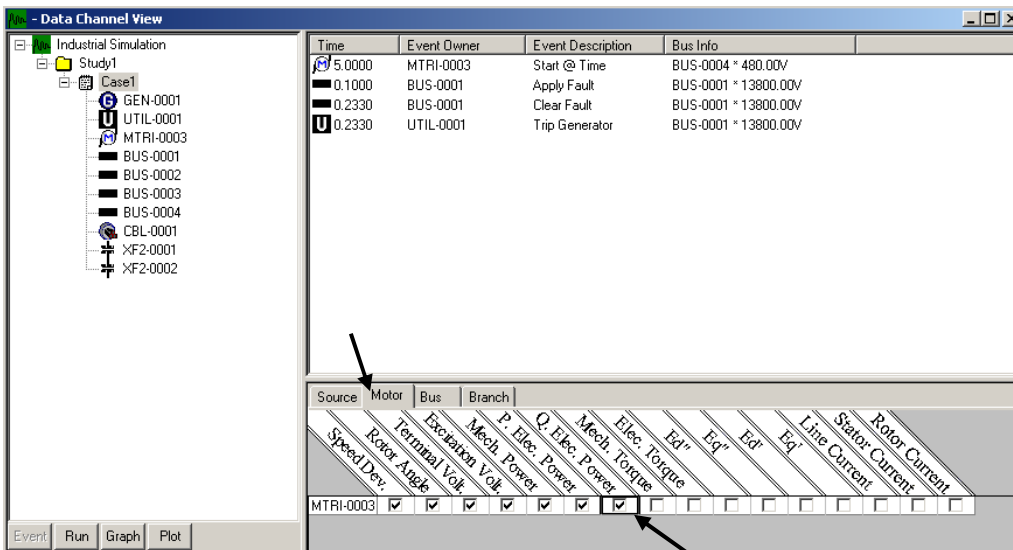 - Data Channel View
Industrial Simulation
Study1
Case1
GEN-0001
UTIL-0001
MTRI-0003
BUS-0001
BUS-0002
BUS-0003
BUS-0004
CBL-0001
XF2-0001
XF2-0002
Event Run Graph Plot
Time Event Owner Event Description Bus Info
5.0000 MTRI-0003 Start @ Time BUS-0004 * 480.00V
0.1000 BUS-0001 Apply Fault BUS-0001 * 13800.00V
0.2330 BUS-0001 Clear Fault BUS-0001 * 13800.00V
U 0.2330 UTIL-0001 Trip Generator BUS-0001 * 13800.00V
Source Motor Bus Branch
Speed Dev.
Rotor Angle
Terminal Volt.
Excitation Volt.
Mech. Power
P. Elec. Power
Q. Elec. Power
Mech. Torque
Elec. Torque
Ed"
Eq"
Ed'
Eq'
Line Current
Stator Current
Rotor Current
MTRI-0003